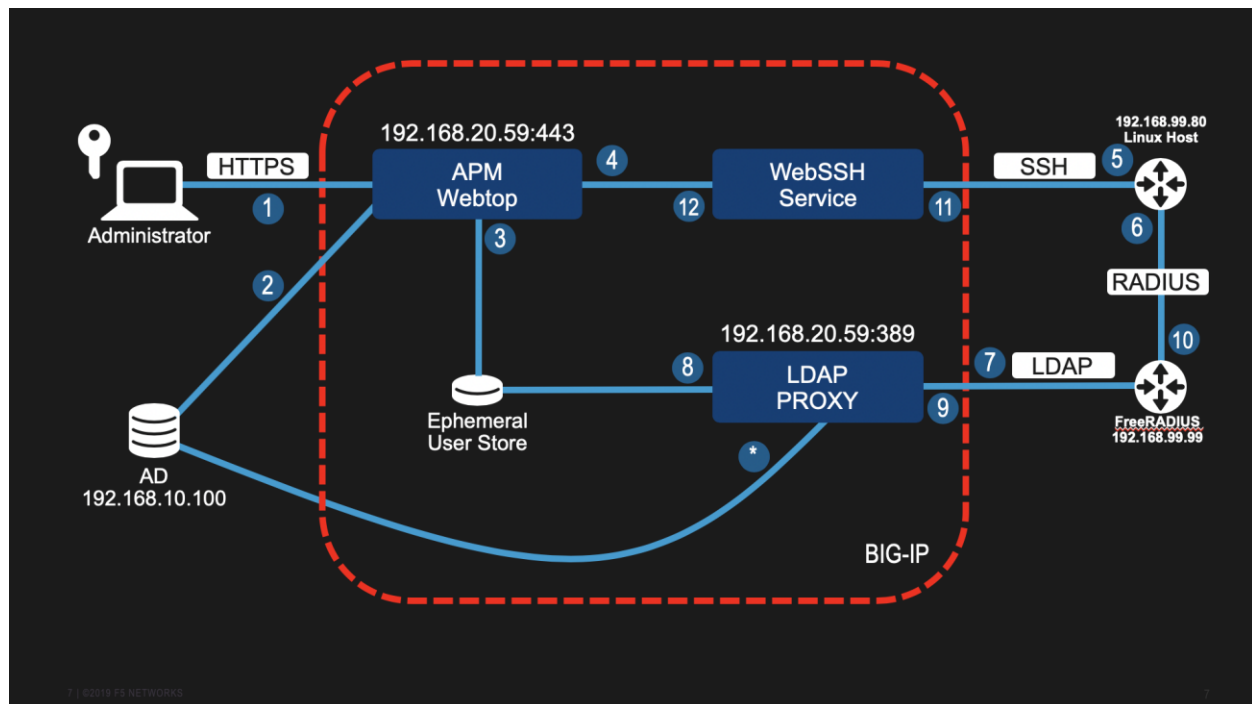 192.168.20.59:443
192.168.99.80
Linux Host
HTTPS
1
APM
Webtop
4
12
WebSSH
Service
11
SSH
5
Administrator
3
6
2
RADIUS
192.168.20.59:389
10
8
LDAP
PROXY
7
LDAP
9
Ephemeral
User Store
FreeRADIUS
192.168.99.99
*
AD
192.168.10.100
BIG-IP
7 | ©2019 F5 NETWORKS
7